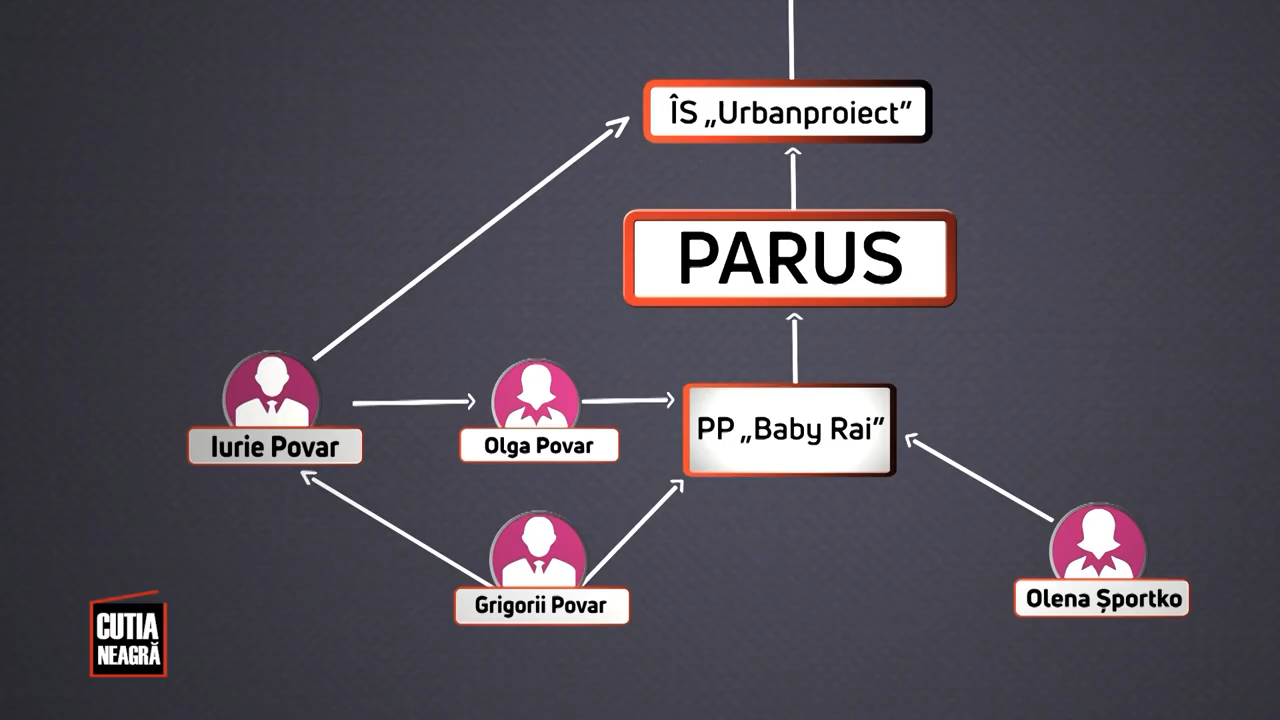 ÎS „Urbanproiect”
PARUS
PP „Baby Rai”
Iurie Povar
Olga Povar
Grigorii Povar
Olena Șportko
CUTIA
NEAGRĂ